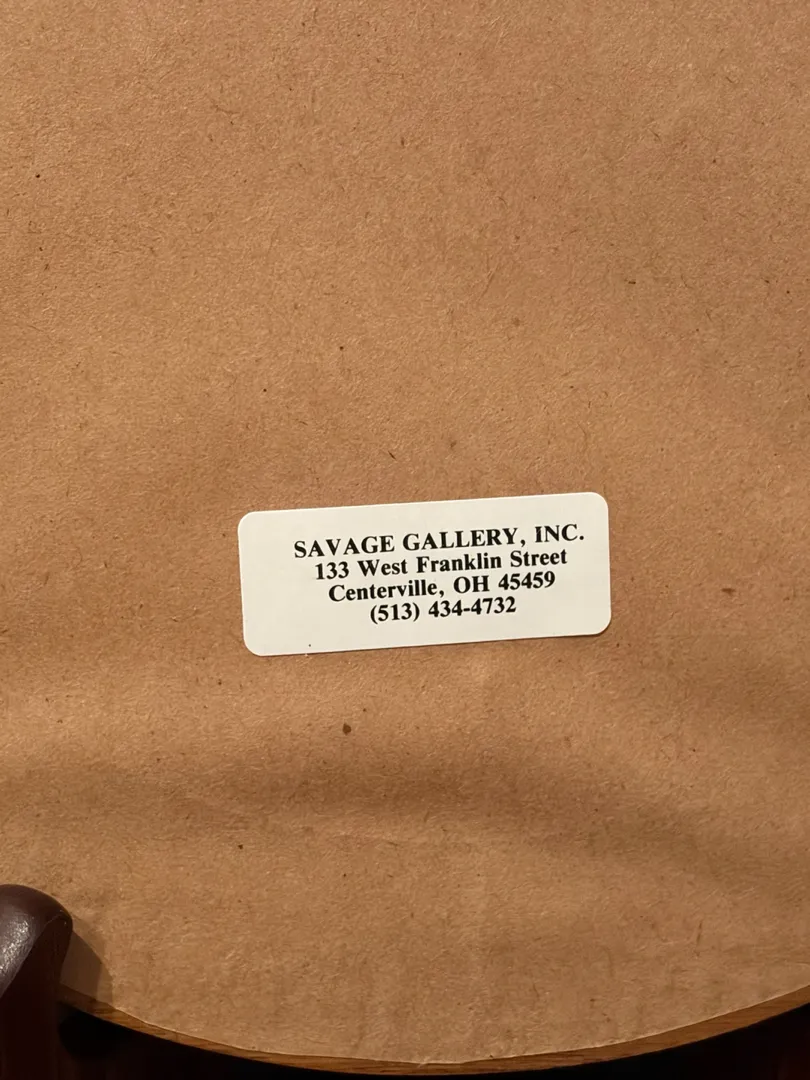 SAVAGE GALLERY, INC.
133 West Franklin Street
Centerville, OH 45459
(513) 434-4732